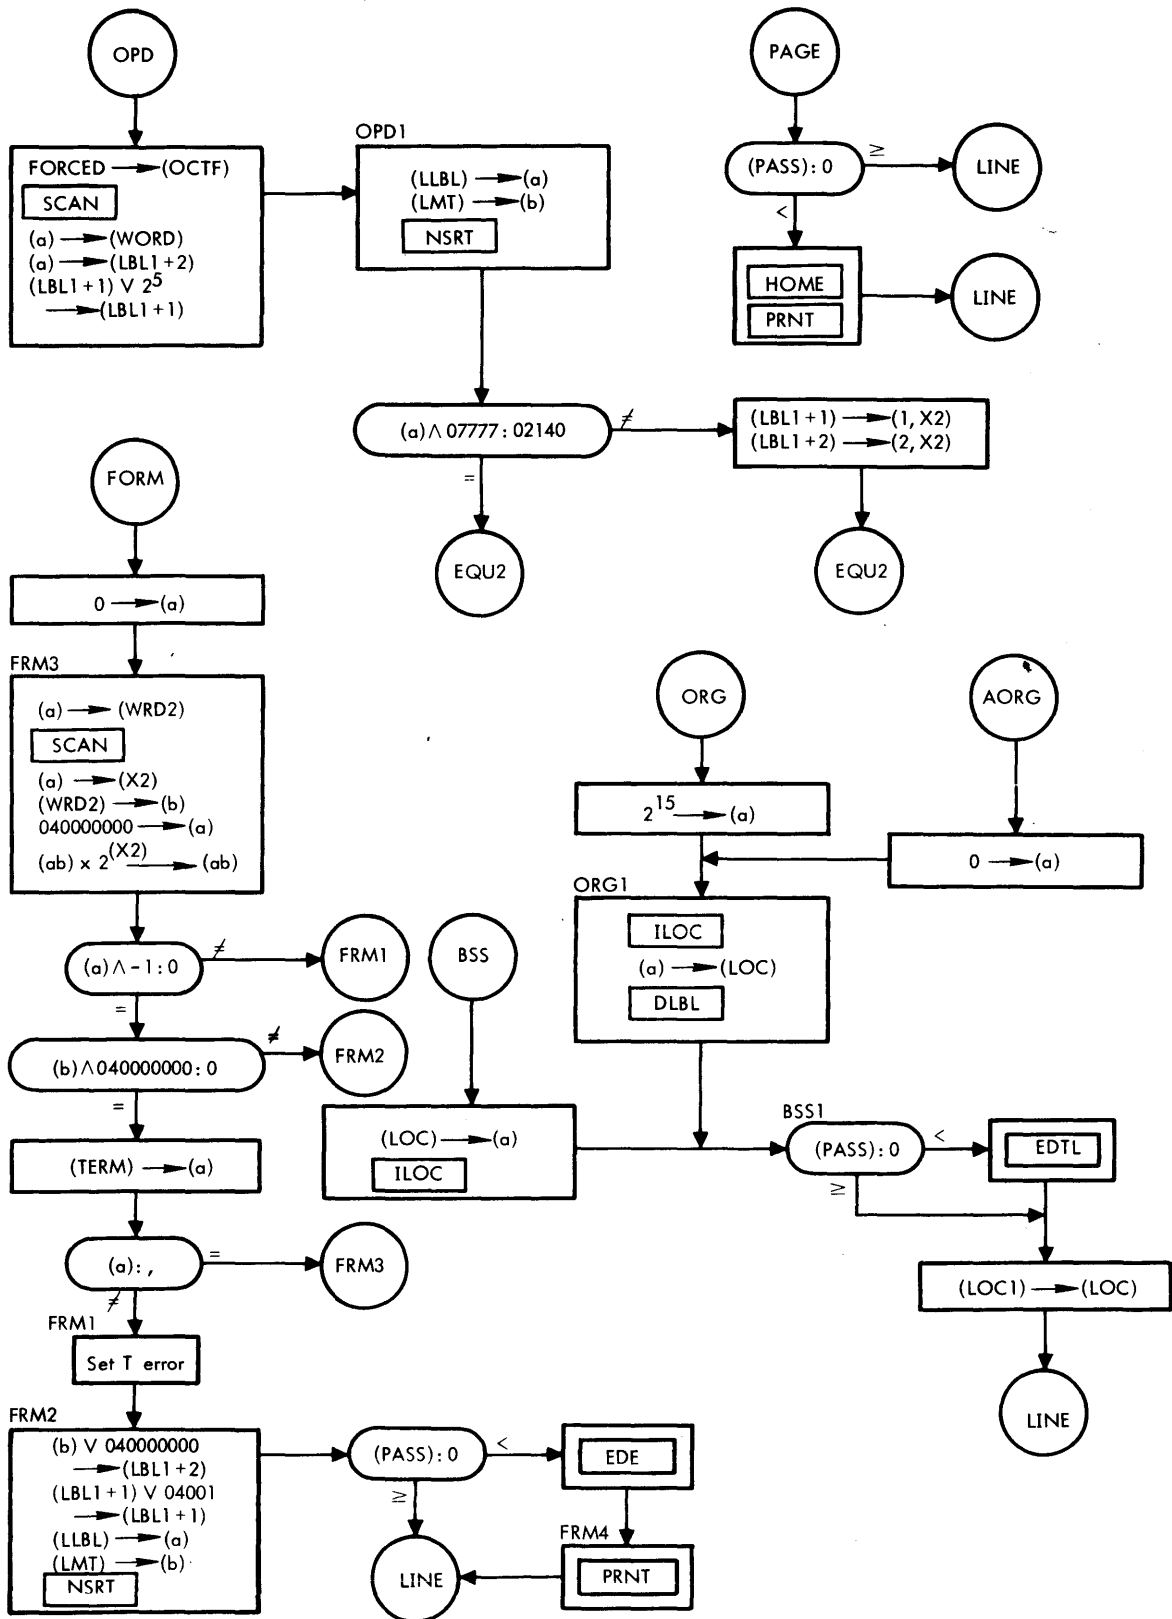 OPD
FORCED → (OCTF)
SCAN
(a) → (WORD)
(a) → (LBL1+2)
(LBL1+1) ∨ 2⁵
→ (LBL1+1)
OPD1
(LLBL) → (a)
(LMT) → (b)
NSRT
(a) ∧ 07777 : 02140
≠
=
EQU2
(LBL1+1) → (1, X2)
(LBL1+2) → (2, X2)
EQU2
PAGE
(PASS) : 0
≥
LINE
<
HOME
PRNT
LINE
FORM
0 → (a)
FRM3
(a) → (WRD2)
SCAN
(a) → (X2)
(WRD2) → (b)
040000000 → (a)
(ab) x 2^(X2) → (ab)
(a) ∧ -1 : 0
≠
FRM1
=
(b) ∧ 040000000 : 0
≠
FRM2
=
(TERM) → (a)
(a) : ,
=
FRM3
≠
FRM1
Set T error
FRM2
(b) ∨ 040000000
→ (LBL1+2)
(LBL1+1) ∨ 04001
→ (LBL1+1)
(LLBL) → (a)
(LMT) → (b)
NSRT
(PASS) : 0
<
EDE
≥
FRM4
PRNT
LINE
BSS
(LOC) → (a)
ILOC
ORG
2¹⁵ → (a)
AORG
0 → (a)
ORG1
ILOC
(a) → (LOC)
DLBL
BSS1
(PASS) : 0
<
EDTL
≥
(LOC1) → (LOC)
LINE